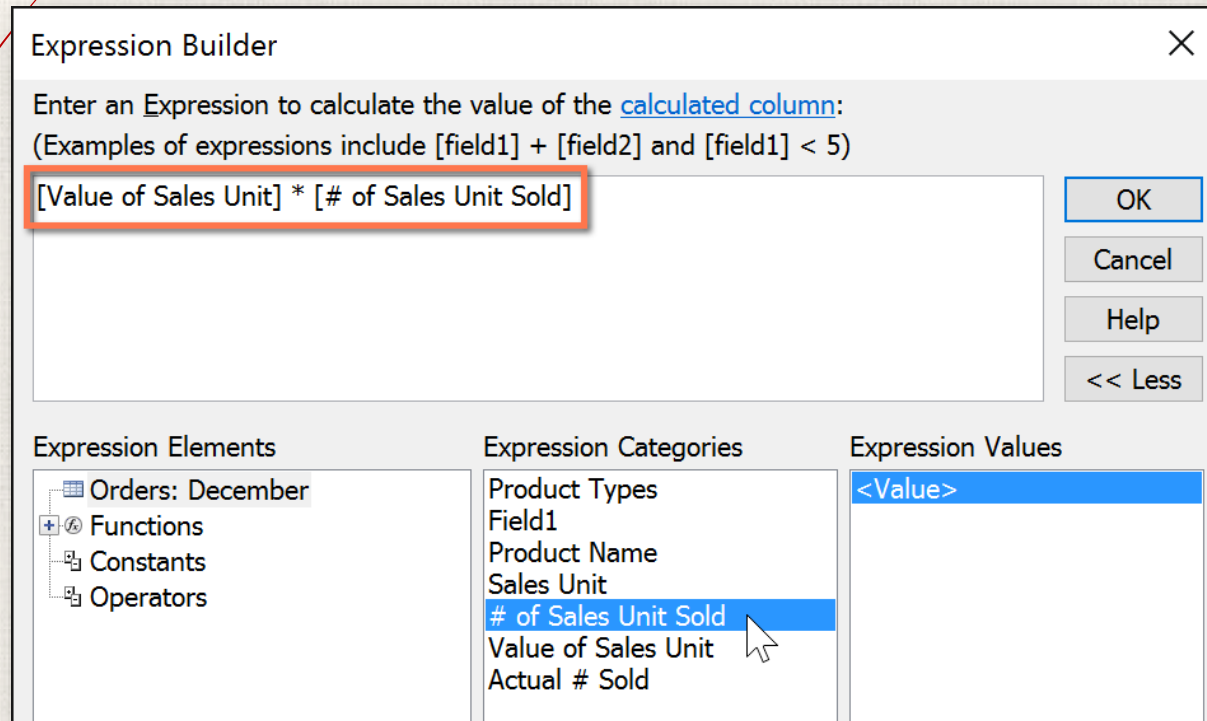 Expression Builder
Enter an Expression to calculate the value of the calculated column:
(Examples of expressions include [field1] + [field2] and [field1] < 5)
[Value of Sales Unit] * [# of Sales Unit Sold]
OK
Cancel
Help
<< Less
Expression Elements
Orders: December
Functions
Constants
Operators
Expression Categories
Product Types
Field1
Product Name
Sales Unit
# of Sales Unit Sold
Value of Sales Unit
Actual # Sold
Expression Values
<Value>